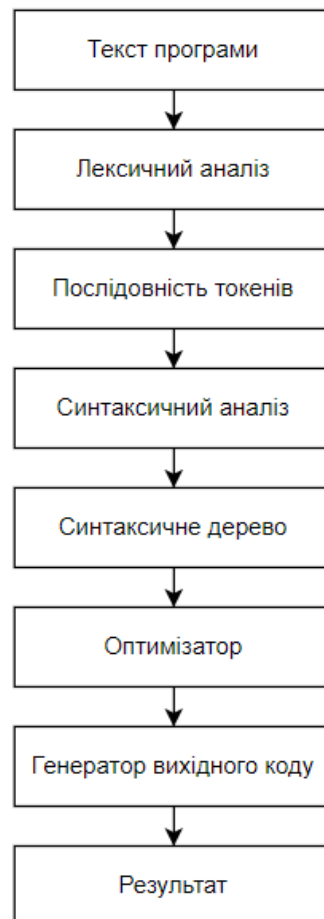 Текст програми
Лексичний аналіз
Послідовність токенів
Синтаксичний аналіз
Синтаксичне дерево
Оптимізатор
Генератор вихідного коду
Результат